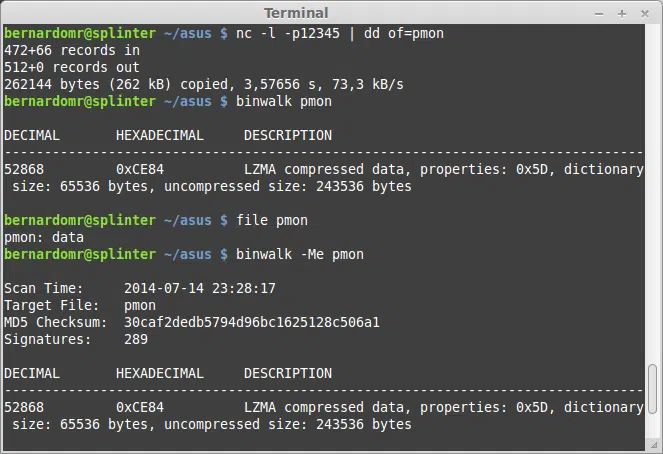 Terminal
bernardomr@splinter ~/asus $ nc -l -p12345 | dd of=pmon
472+66 records in
512+0 records out
262144 bytes (262 kB) copied, 3,57656 s, 73,3 kB/s
bernardomr@splinter ~/asus $ binwalk pmon

DECIMAL       HEXADECIMAL     DESCRIPTION
--------------------------------------------------------------------------------
52868         0xCE84          LZMA compressed data, properties: 0x5D, dictionary
 size: 65536 bytes, uncompressed size: 243536 bytes

bernardomr@splinter ~/asus $ file pmon
pmon: data
bernardomr@splinter ~/asus $ binwalk -Me pmon

Scan Time:     2014-07-14 23:28:17
Target File:   pmon
MD5 Checksum:  30caf2dedb5794d96bc1625128c506a1
Signatures:    289

DECIMAL       HEXADECIMAL     DESCRIPTION
--------------------------------------------------------------------------------
52868         0xCE84          LZMA compressed data, properties: 0x5D, dictionary
 size: 65536 bytes, uncompressed size: 243536 bytes